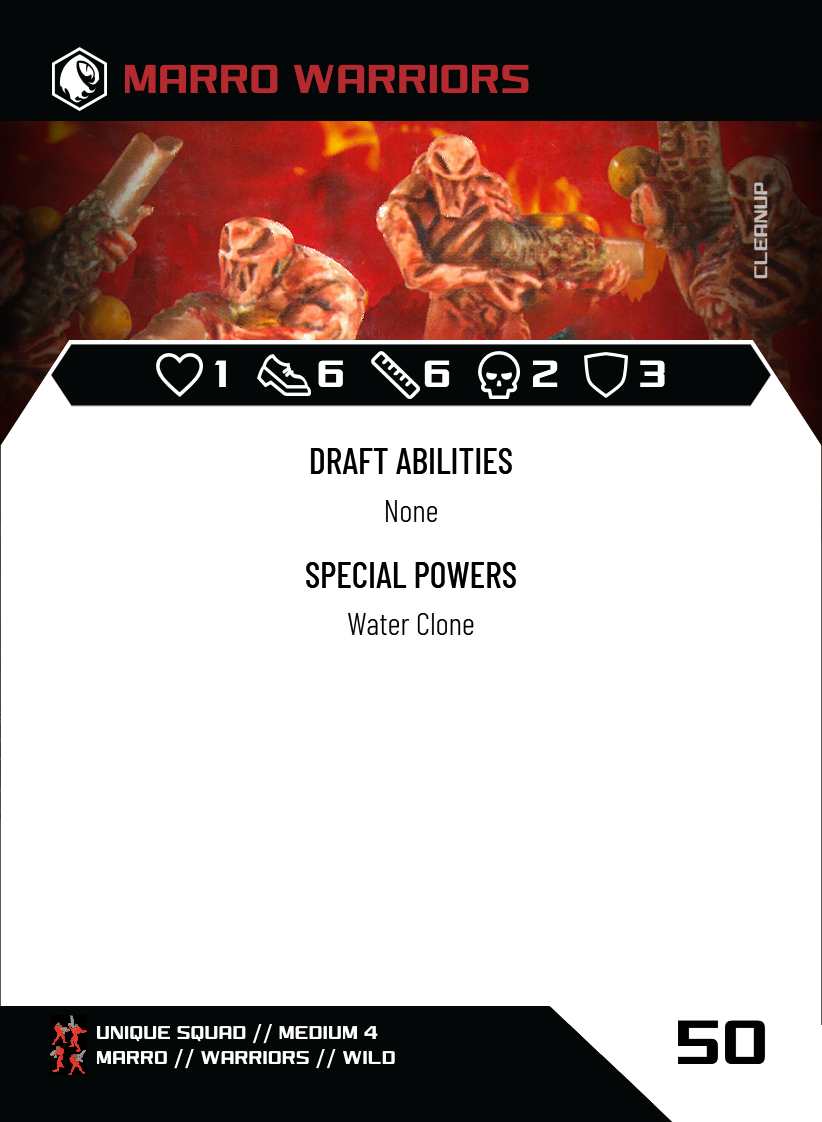 MARRO WARRIORS
CLEANUP
1 6 6 2 3
DRAFT ABILITIES
None
SPECIAL POWERS
Water Clone
UNIQUE SQUAD // MEDIUM 4
MARRO // WARRIORS // WILD
50